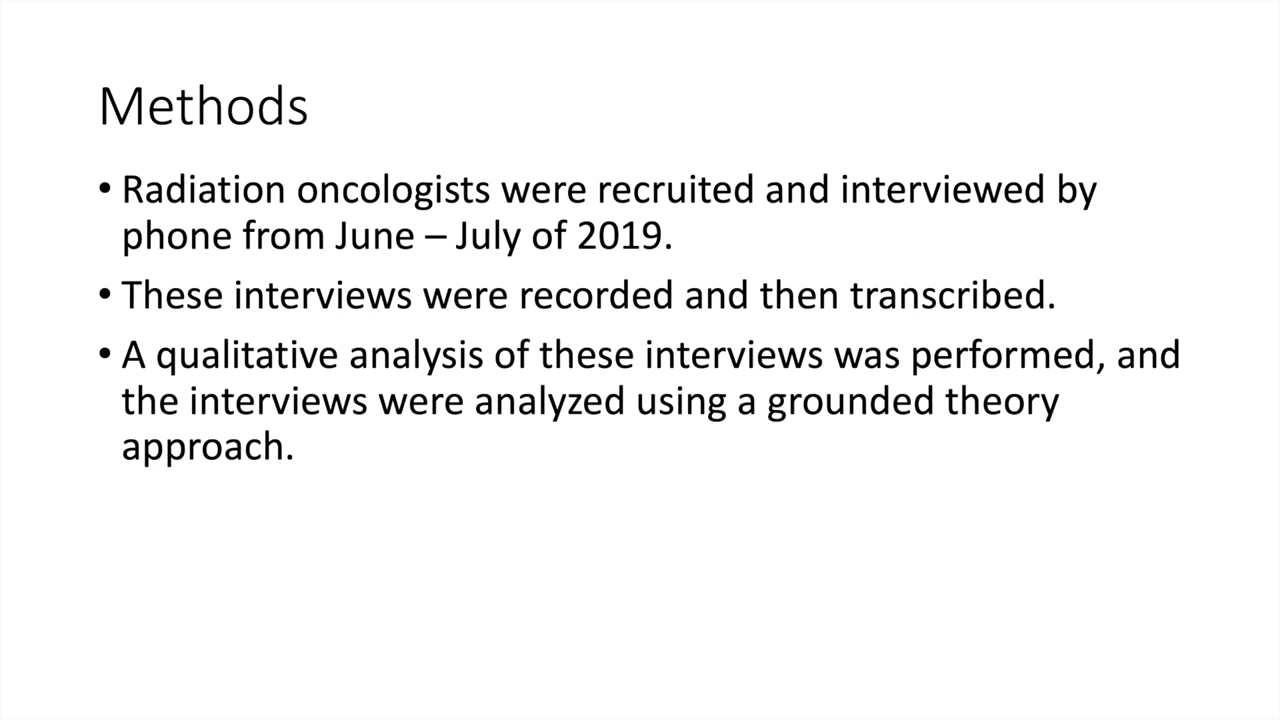 Methods
• Radiation oncologists were recruited and interviewed by
phone from June – July of 2019.
• These interviews were recorded and then transcribed.
• A qualitative analysis of these interviews was performed, and
the interviews were analyzed using a grounded theory
approach.